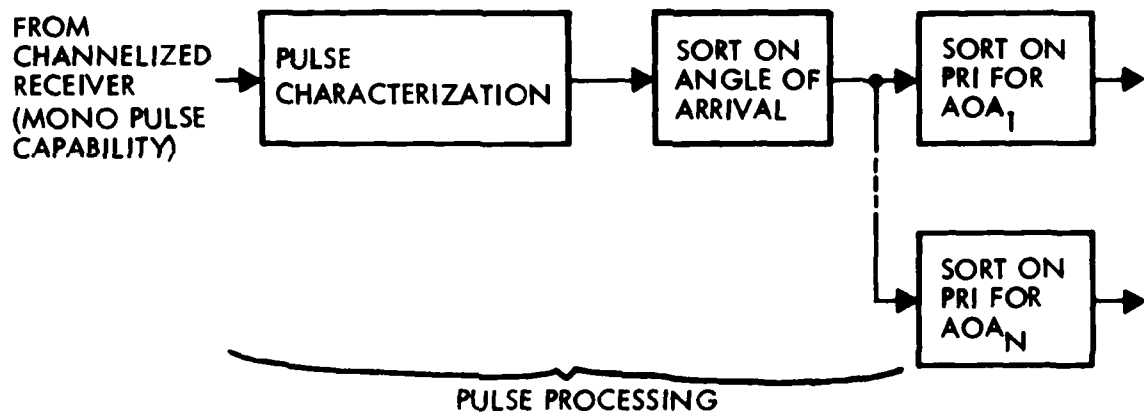 FROM
CHANNELIZED
RECEIVER
(MONO PULSE
CAPABILITY)
PULSE
CHARACTERIZATION
SORT ON
ANGLE OF
ARRIVAL
SORT ON
PRI FOR
AOA1
SORT ON
PRI FOR
AOAN
PULSE PROCESSING